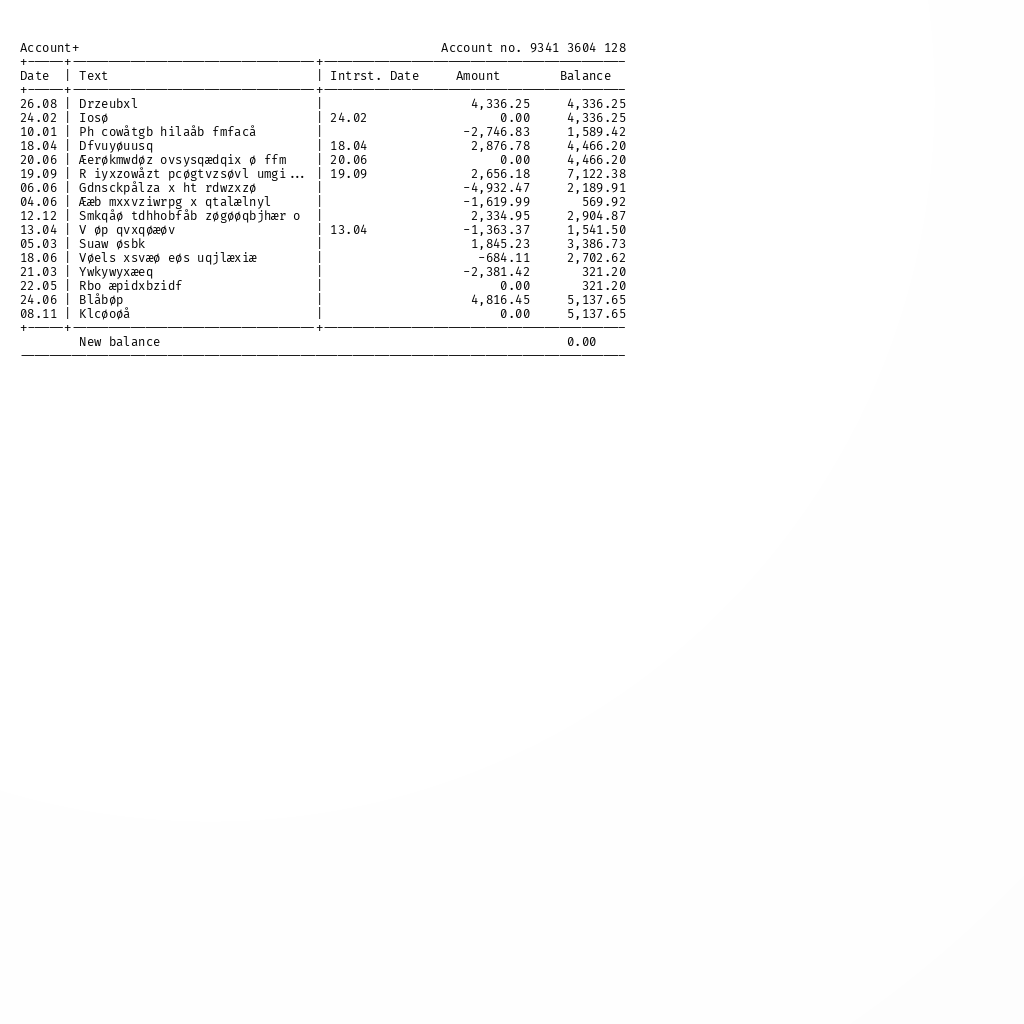 Account+ Account no. 9341 3604 128
Date | Text | Intrst. Date Amount Balance
26.08 | Drzeubxl | 4,336.25 4,336.25
24.02 | Iosø | 24.02 0.00 4,336.25
10.01 | Ph cowåtgb hilaåb fmfacå | -2,746.83 1,589.42
18.04 | Dfvuyøuusq | 18.04 2,876.78 4,466.20
20.06 | Æerøkmwdøz ovsysqædqix ø ffm | 20.06 0.00 4,466.20
19.09 | R iyxzowåzt pcøgtvzsøvl umgi... | 19.09 2,656.18 7,122.38
06.06 | Gdnsckpålza x ht rdwzxzø | -4,932.47 2,189.91
04.06 | Ææb mxxvziwrpg x qtalælnyl | -1,619.99 569.92
12.12 | Smkqåø tdhhobfåb zøgøøqbjhær o | 2,334.95 2,904.87
13.04 | V øp qvxqøæøv | 13.04 -1,363.37 1,541.50
05.03 | Suaw øsbk | 1,845.23 3,386.73
18.06 | Vøels xsvæø eøs uqjlæxiæ | -684.11 2,702.62
21.03 | Ywkywyxæeq | -2,381.42 321.20
22.05 | Rbo æpidxbzidf | 0.00 321.20
24.06 | Blåbøp | 4,816.45 5,137.65
08.11 | Klcøoøå | 0.00 5,137.65
New balance 0.00